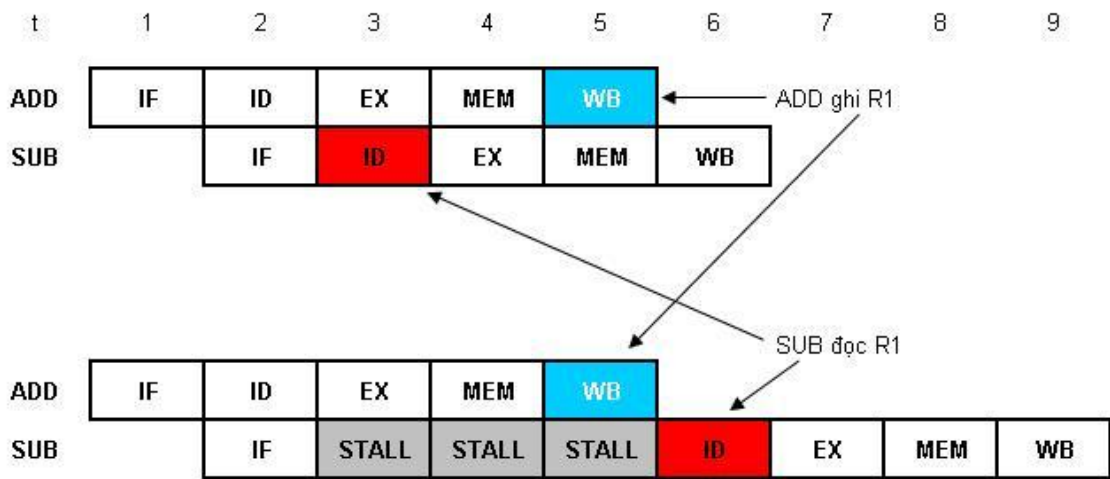 t 1 2 3 4 5 6 7 8 9
ADD IF ID EX MEM WB ADD ghi R1
SUB IF ID EX MEM WB
SUB đọc R1
ADD IF ID EX MEM WB
SUB IF STALL STALL STALL ID EX MEM WB